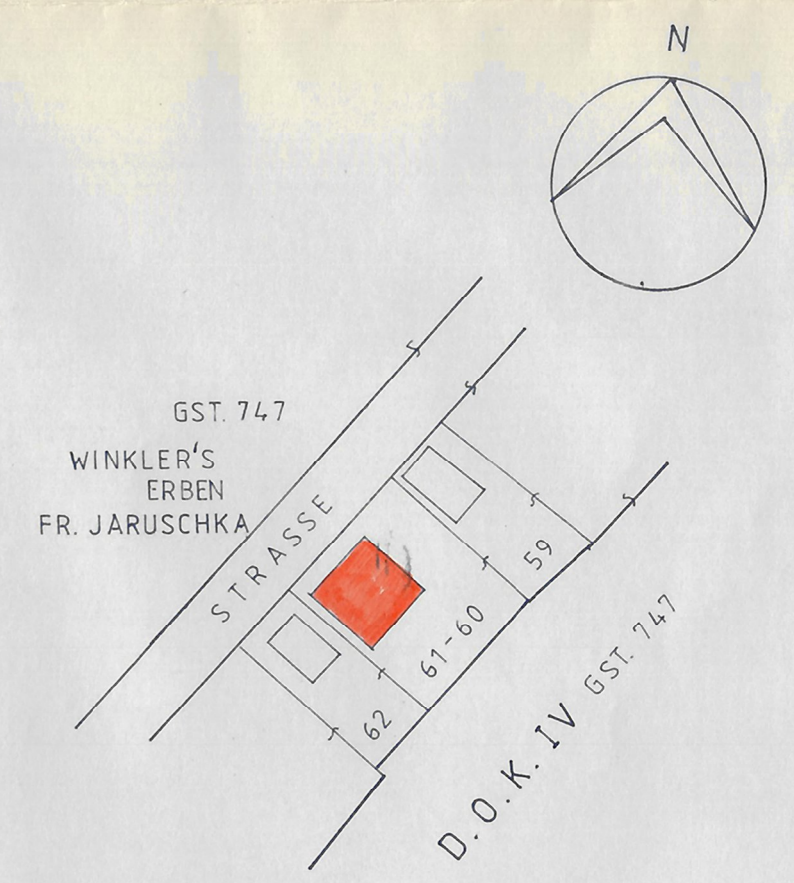 N
GST. 747
WINKLER'S
ERBEN
FR. JARUSCHKA
STRASSE
59
61-60
62
GST. 747
D.O.K. IV